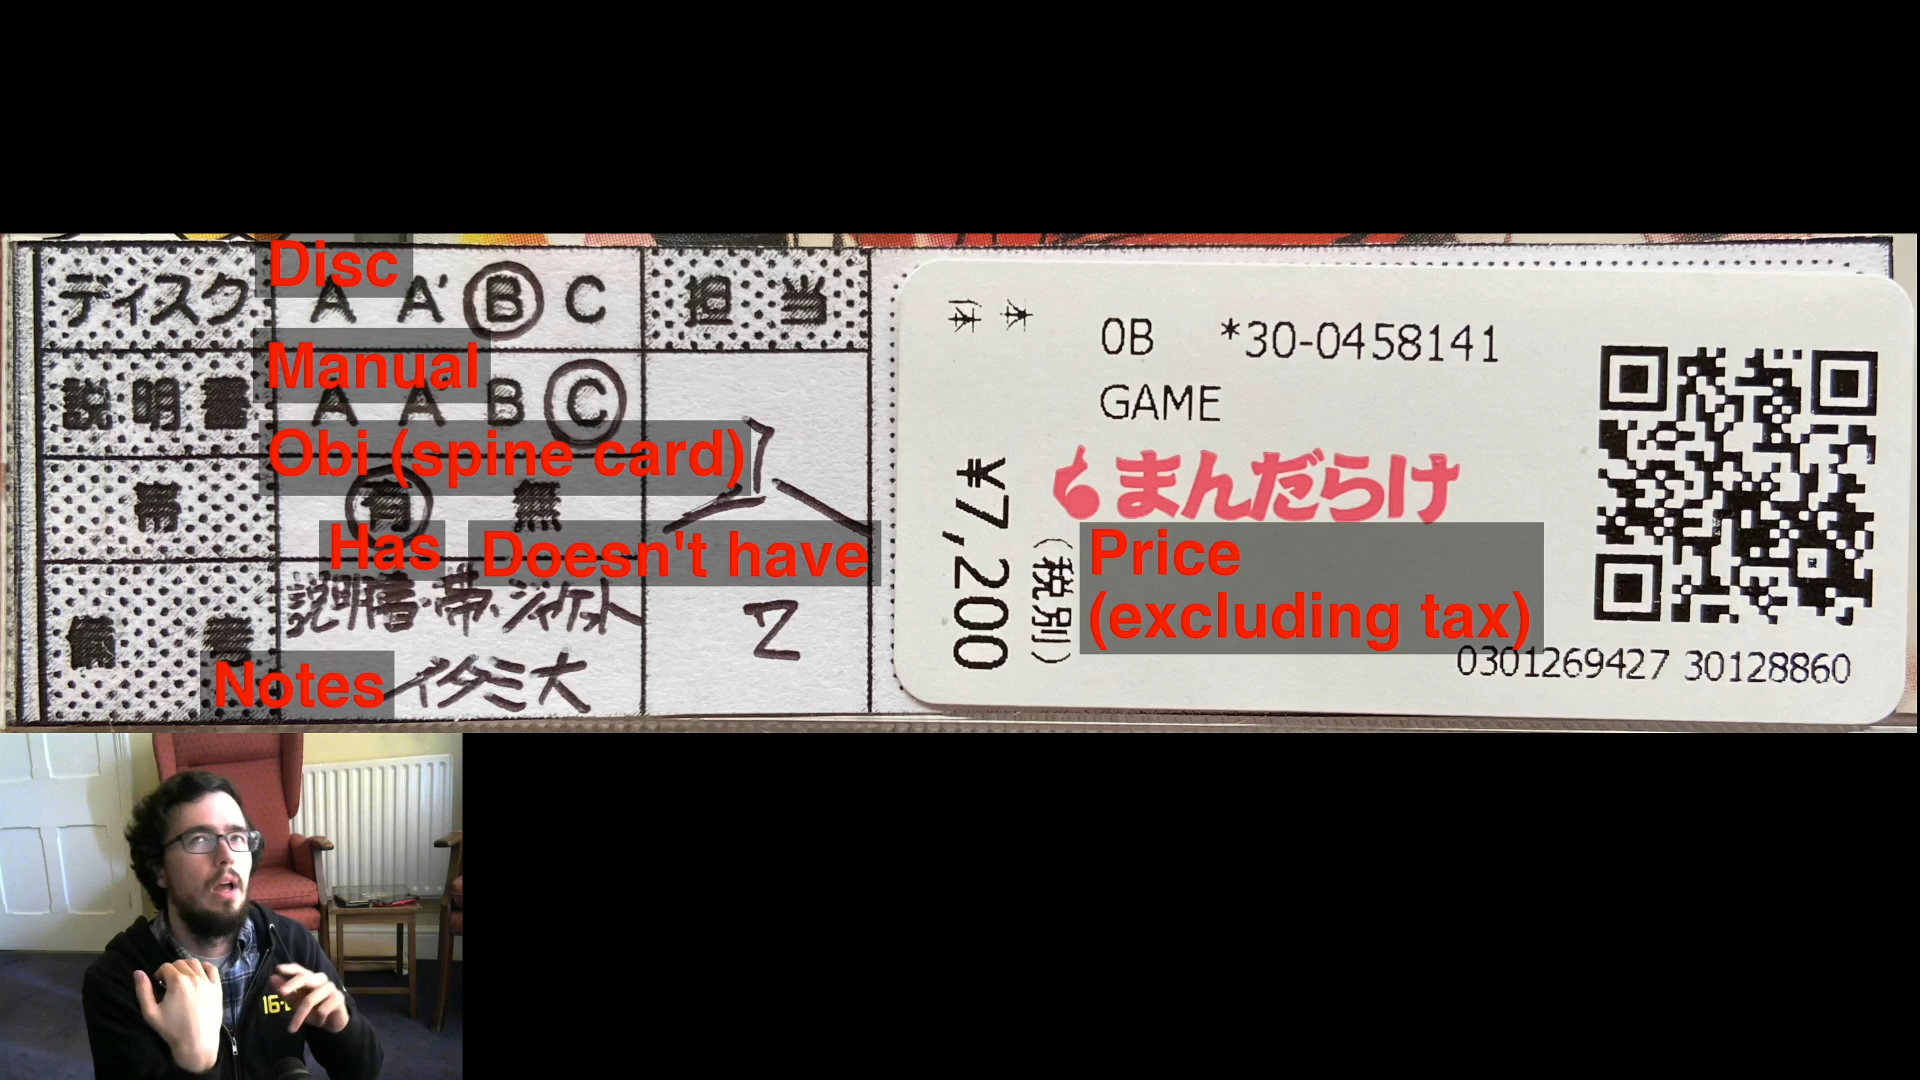 Disc
ディスク A A' B C 担当
Manual
説明書 A A' B C
Obi (spine card)
帯 有 無
Has Doesn't have
備考 説明書・帯・ジャケット
Notes イタミ大
本体 ¥7,200
(税別)
OB *30-0458141
GAME
まんだらけ
Price
(excluding tax)
0301269427 30128860
16-